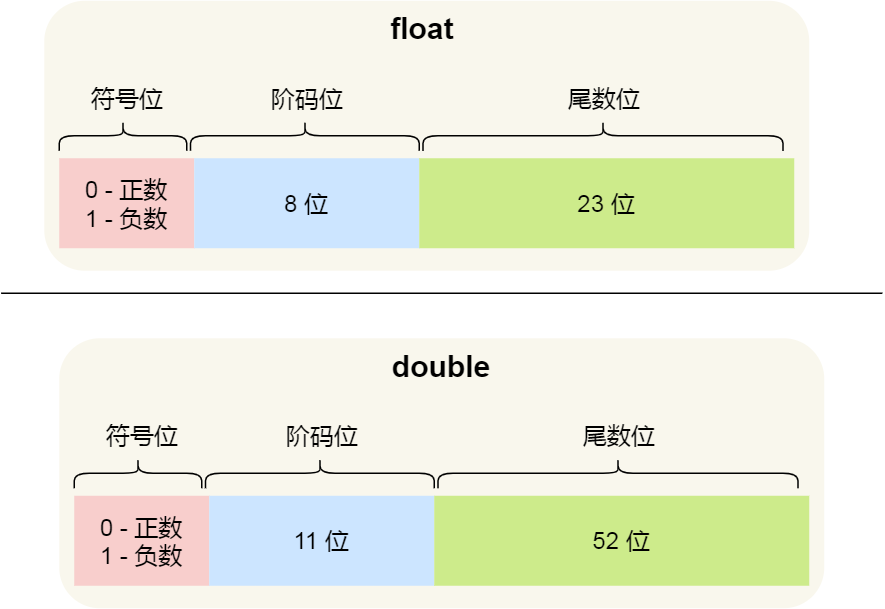 float
符号位 阶码位 尾数位
0 - 正数
1 - 负数
8 位
23 位
double
符号位 阶码位 尾数位
0 - 正数
1 - 负数
11 位
52 位